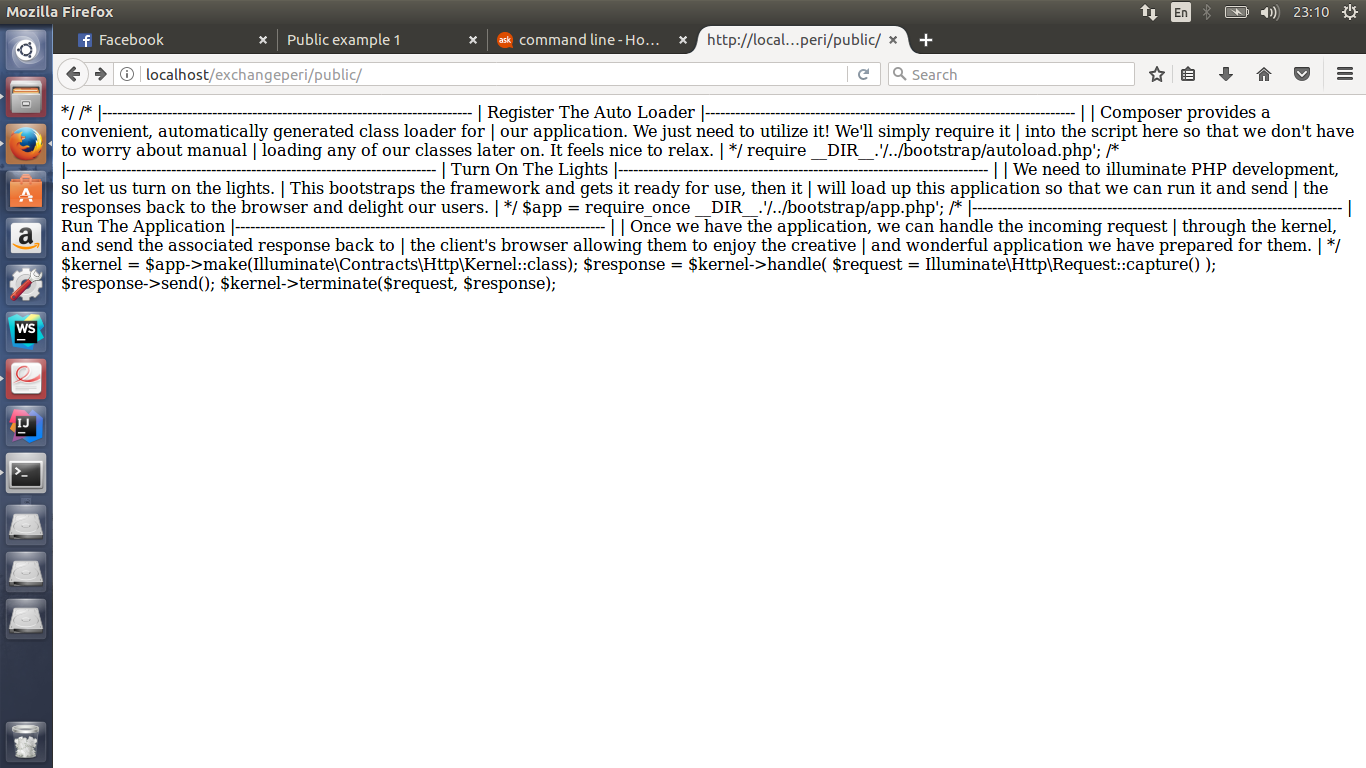 Mozilla Firefox
En
23:10
Facebook
Public example 1
ask
command line - Ho...
http://local...peri/public/
localhost/exchangeperi/public/
Search
*/ /* |-------------------------------------------------------------------------- | Register The Auto Loader |-------------------------------------------------------------------------- | | Composer provides a
convenient, automatically generated class loader for | our application. We just need to utilize it! We'll simply require it | into the script here so that we don't have
to worry about manual | loading any of our classes later on. It feels nice to relax. | */ require __DIR__.'/../bootstrap/autoload.php'; /*
|-------------------------------------------------------------------------- | Turn On The Lights |-------------------------------------------------------------------------- | | We need to illuminate PHP development,
so let us turn on the lights. | This bootstraps the framework and gets it ready for use, then it | will load up this application so that we can run it and send | the
responses back to the browser and delight our users. | */ $app = require_once __DIR__.'/../bootstrap/app.php'; /* |-------------------------------------------------------------------------- |
Run The Application |-------------------------------------------------------------------------- | | Once we have the application, we can handle the incoming request | through the kernel,
and send the associated response back to | the client's browser allowing them to enjoy the creative | and wonderful application we have prepared for them. | */
$kernel = $app->make(Illuminate\Contracts\Http\Kernel::class); $response = $kernel->handle( $request = Illuminate\Http\Request::capture() );
$response->send(); $kernel->terminate($request, $response);
A
a
WS
IJ